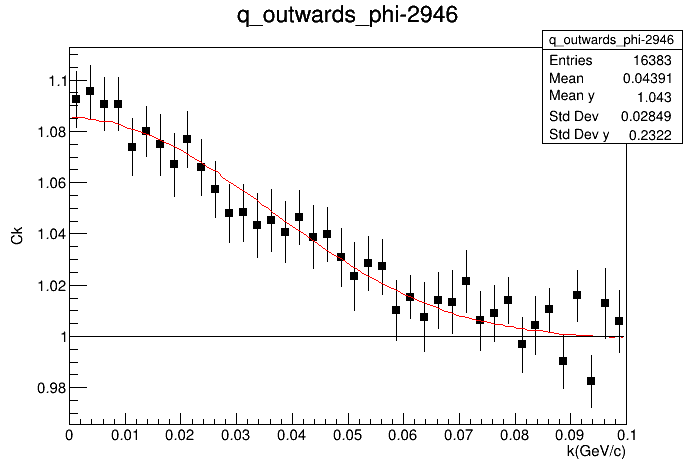 q_outwards_phi-2946
q_outwards_phi-2946
Entries 16383
Mean 0.04391
Mean y 1.043
Std Dev 0.02849
Std Dev y 0.2322
1.1
1.08
1.06
1.04
1.02
1
0.98
Ck
0 0.01 0.02 0.03 0.04 0.05 0.06 0.07 0.08 0.09 0.1
k(GeV/c)